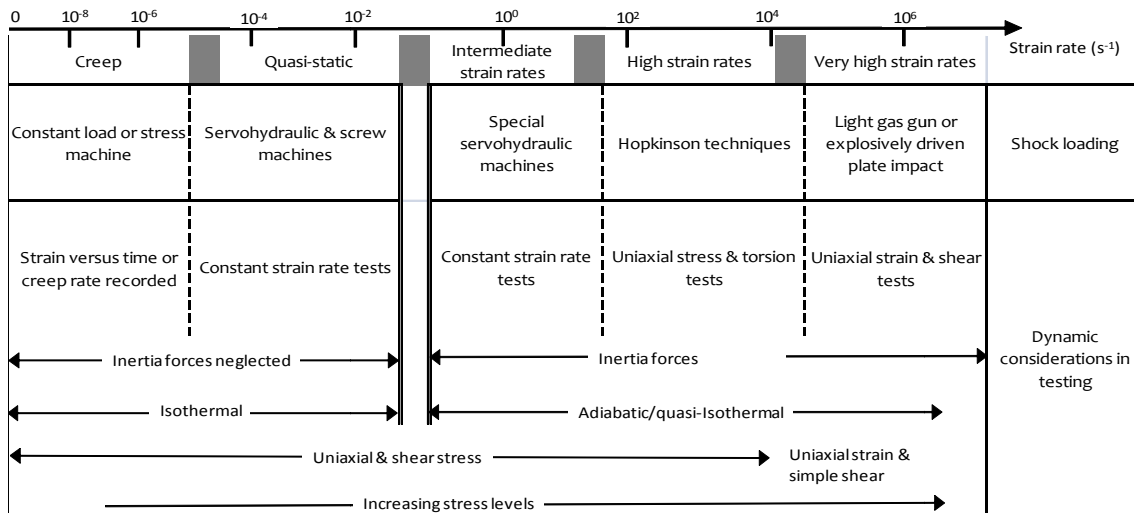 0 10⁻⁸ 10⁻⁶ 10⁻⁴ 10⁻² 10⁰ 10² 10⁴ 10⁶
Creep Quasi-static Intermediate strain rates High strain rates Very high strain rates Strain rate (s⁻¹)
Constant load or stress
machine
Servohydraulic & screw
machines
Special
servohydraulic
machines
Hopkinson techniques
Light gas gun or
explosively driven
plate impact
Shock loading
Strain versus time or
creep rate recorded
Constant strain rate tests
Constant strain rate
tests
Uniaxial stress & torsion
tests
Uniaxial strain & shear
tests
Dynamic
considerations in
testing
Inertia forces neglected
Inertia forces
Isothermal
Adiabatic/quasi-Isothermal
Uniaxial & shear stress
Uniaxial strain &
simple shear
Increasing stress levels